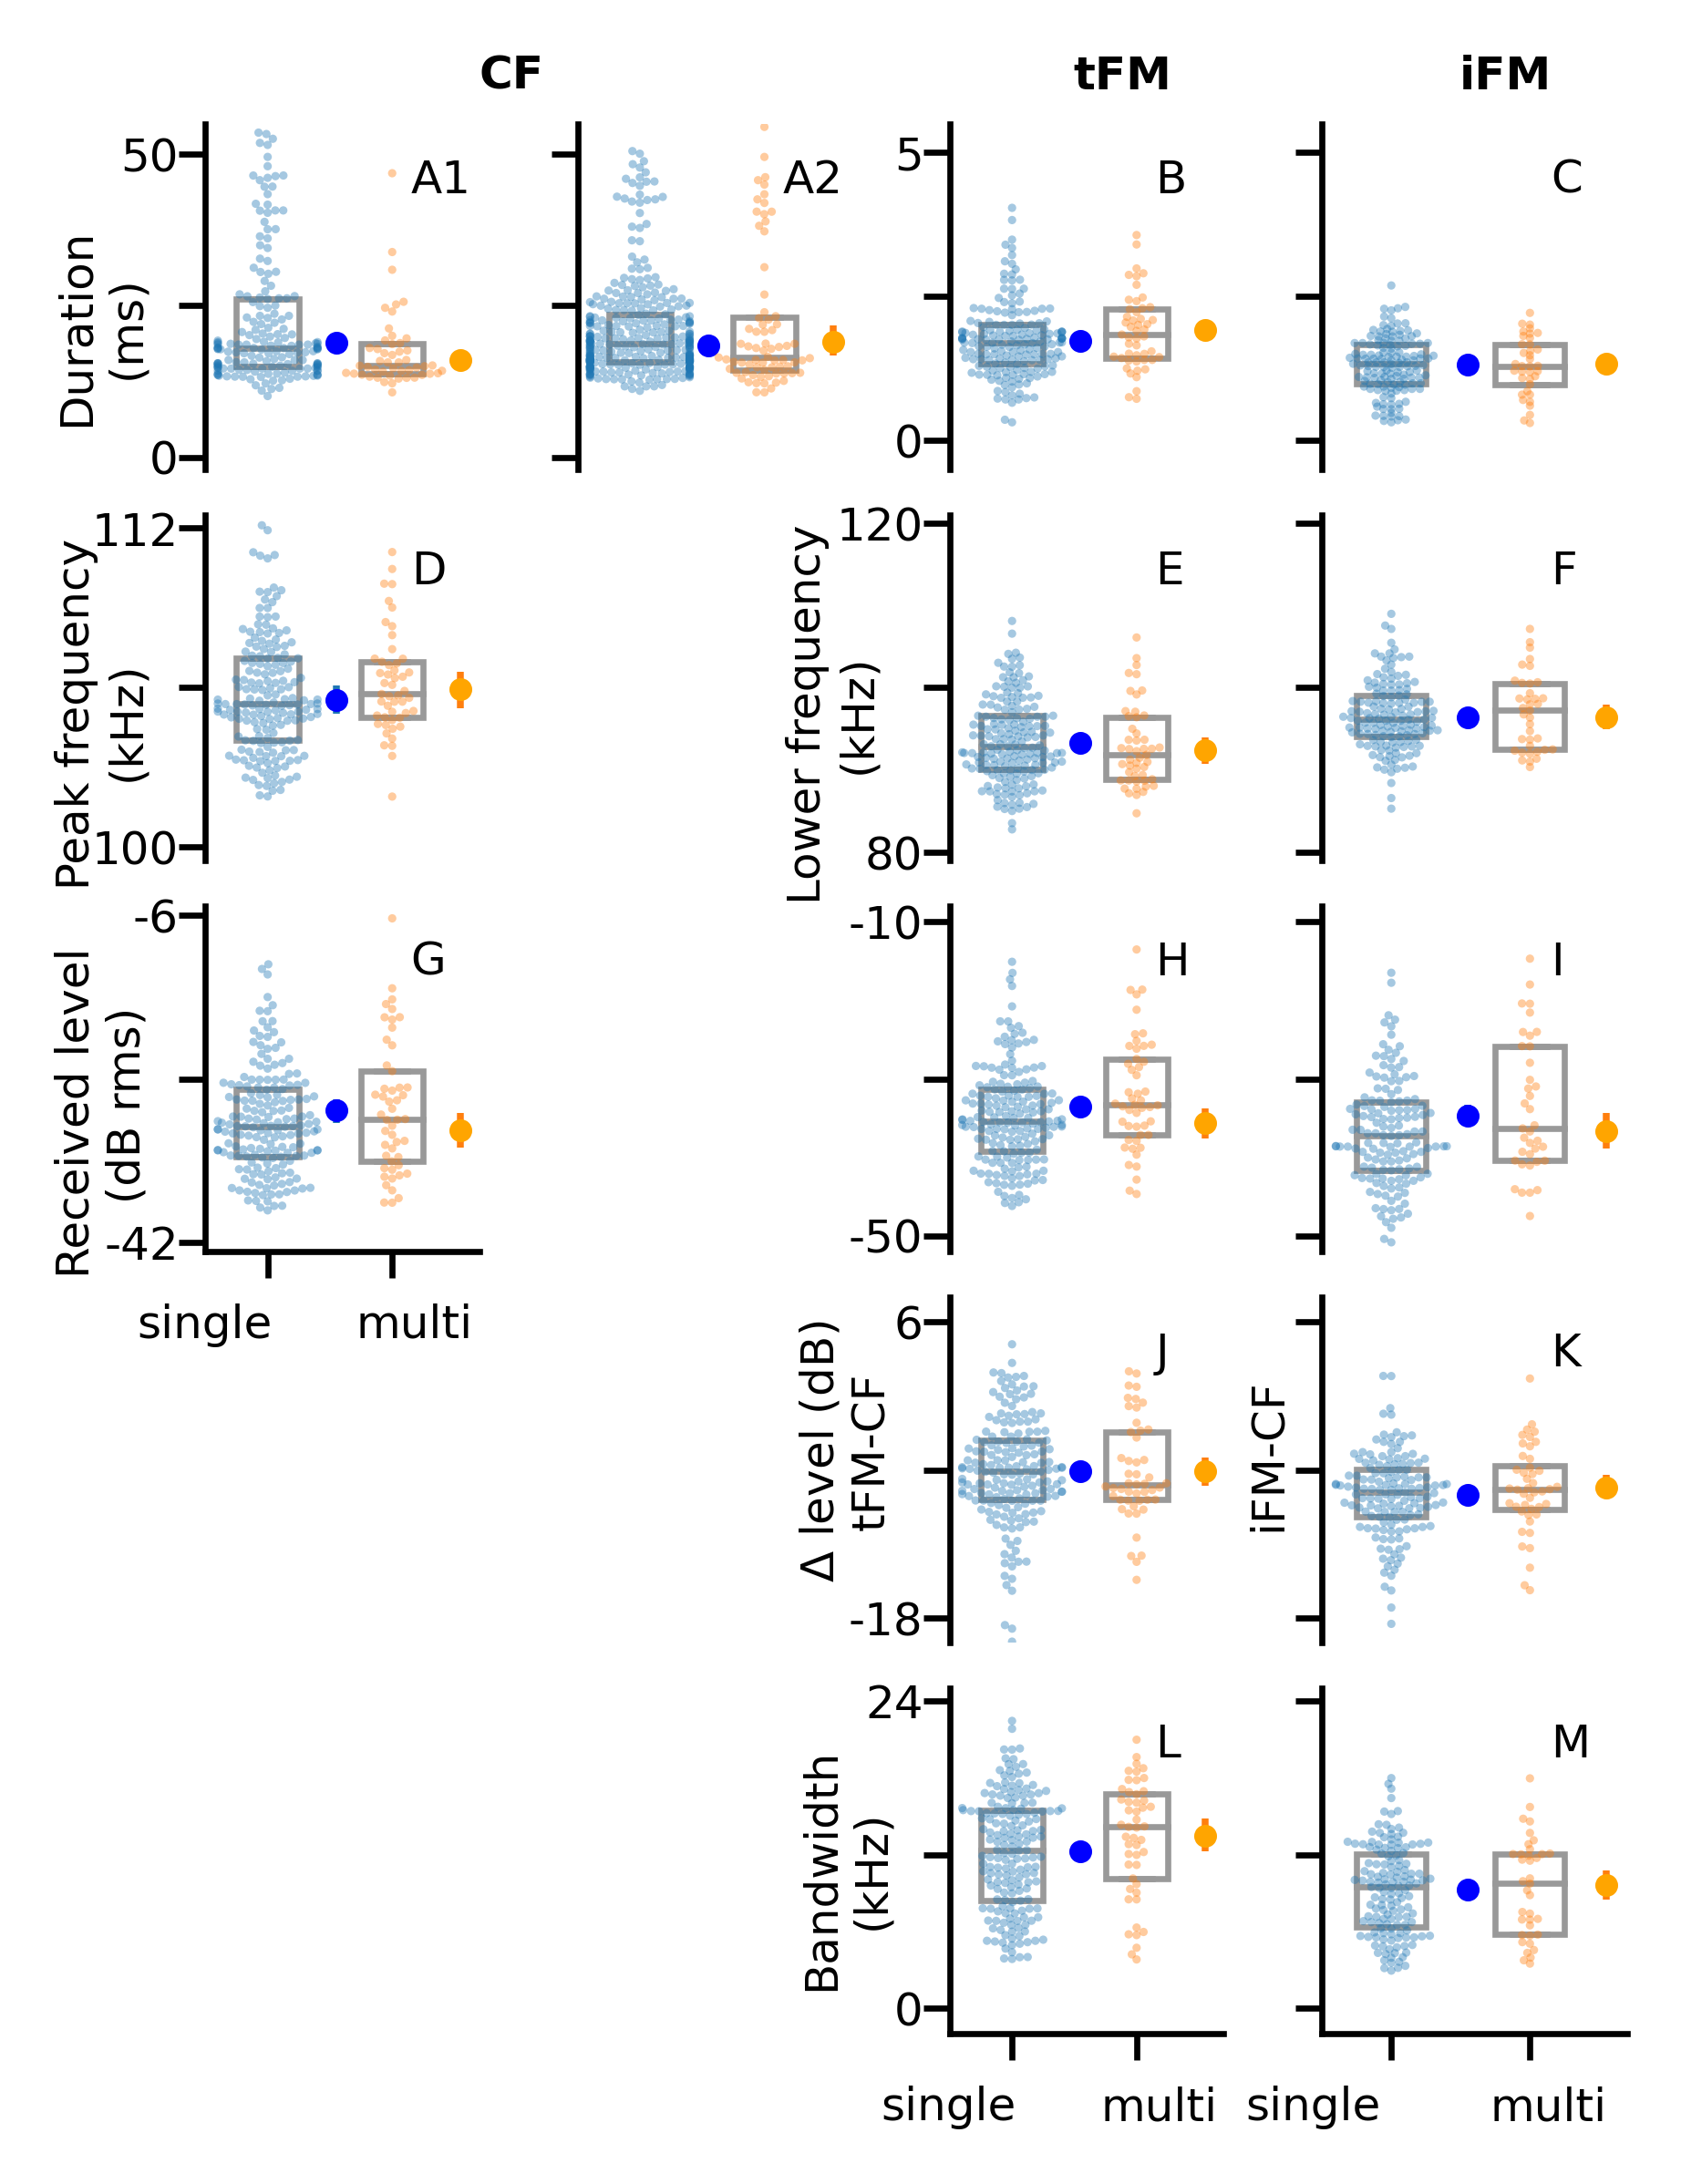 CF tFM iFM
50 A1 A2 5 B C
Duration
(ms)
0 0
112 D 120 E F
Peak frequency
(kHz)
Lower frequency
(kHz)
100 80
-6 G -10 H I
Received level
(dB rms)
-42 -50
single multi
6 J K
Δ level (dB)
tFM-CF
iFM-CF
-18
24 L M
Bandwidth
(kHz)
0
single multi single multi